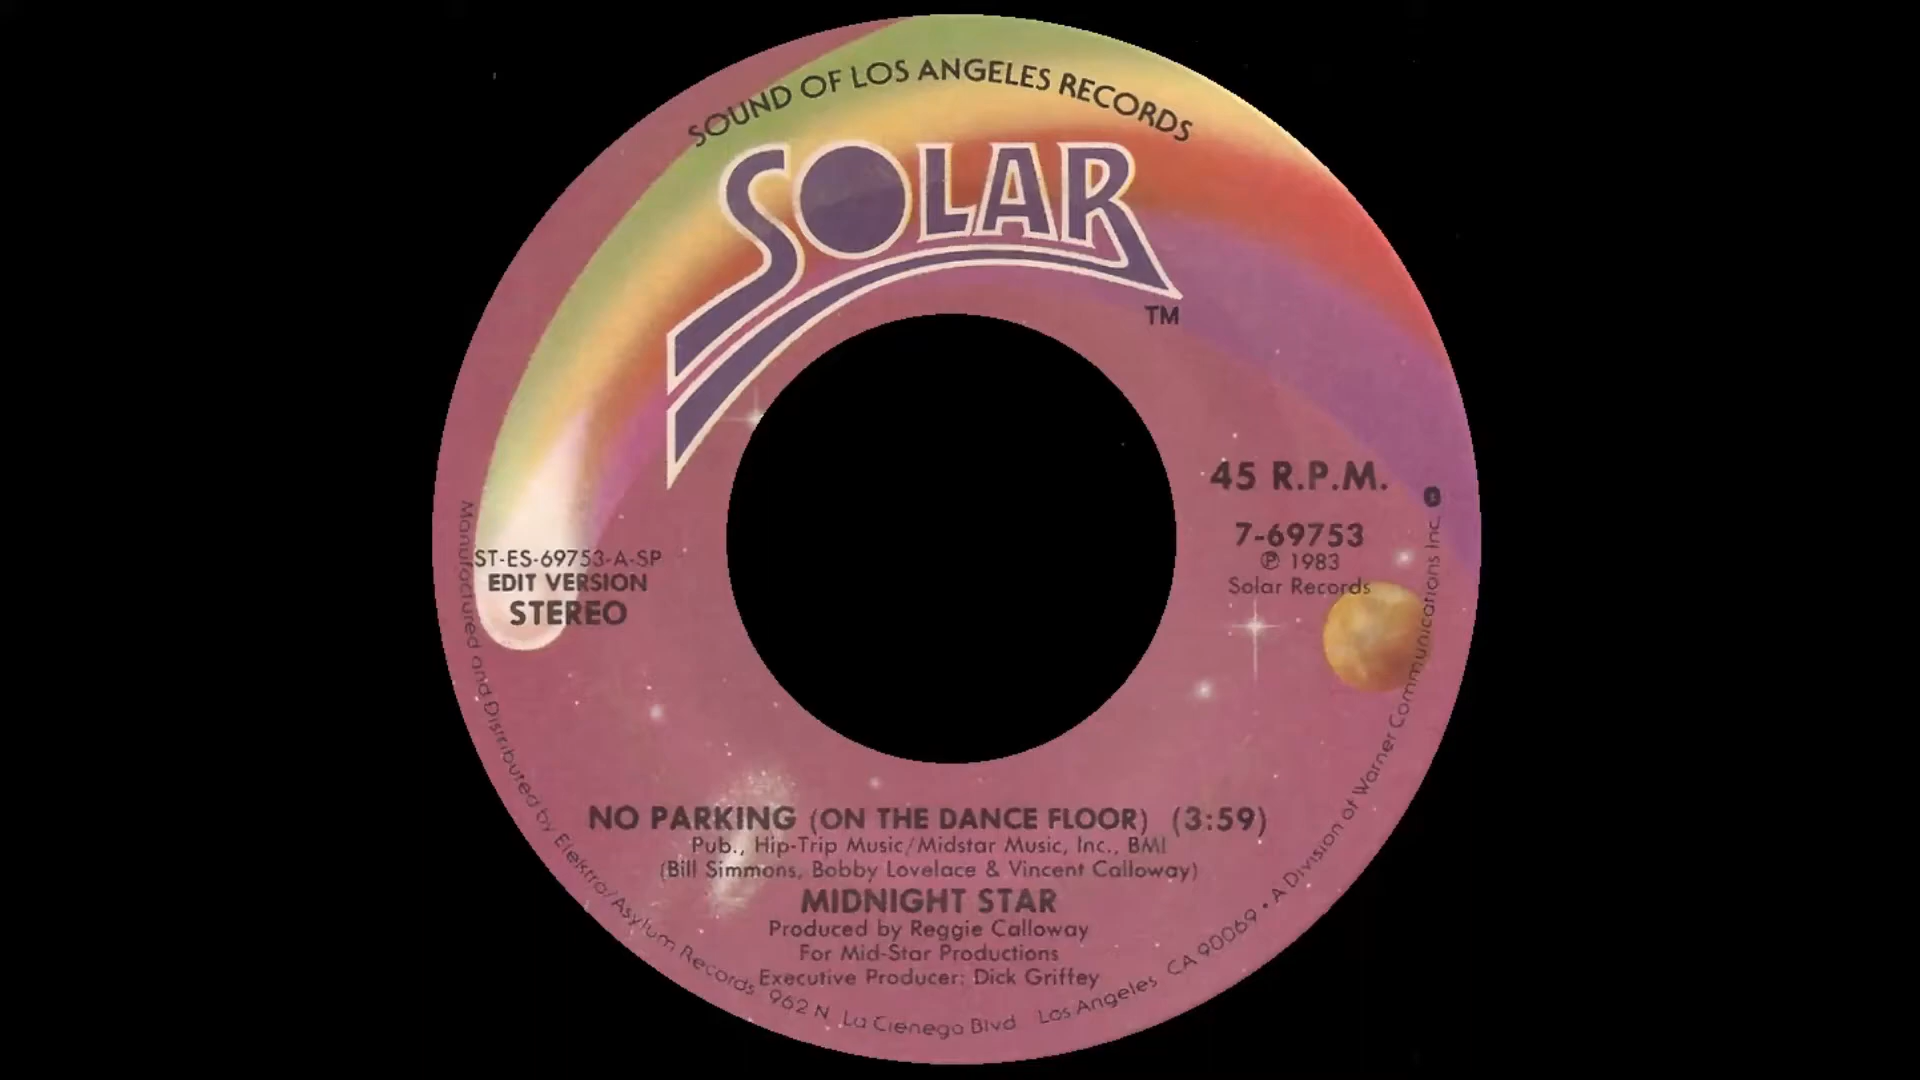 SOUND OF LOS ANGELES RECORDS
SOLAR
TM
45 R.P.M.
7-69753
℗ 1983
Solar Records
ST-ES-69753-A-SP
EDIT VERSION
STEREO
NO PARKING (ON THE DANCE FLOOR) (3:59)
Pub., Hip-Trip Music/Midstar Music, Inc., BMI
(Bill Simmons, Bobby Lovelace & Vincent Calloway)
MIDNIGHT STAR
Produced by Reggie Calloway
For Mid-Star Productions
Executive Producer: Dick Griffey
Manufactured and Distributed by Elektra/Asylum Records 962 N La Cienega Blvd Los Angeles CA 90069 • A Division of Warner Communications Inc.